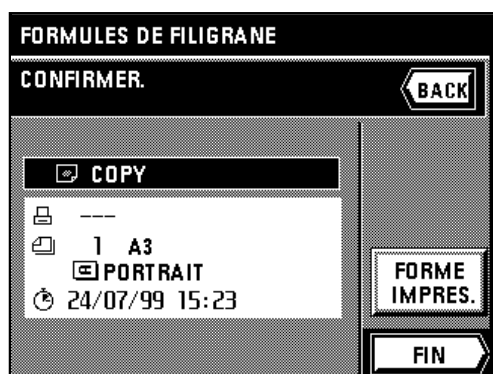 FORMULES DE FILIGRANE
CONFIRMER.
BACK
COPY
---
1 A3
PORTRAIT
24/07/99 15:23
FORME
IMPRES.
FIN